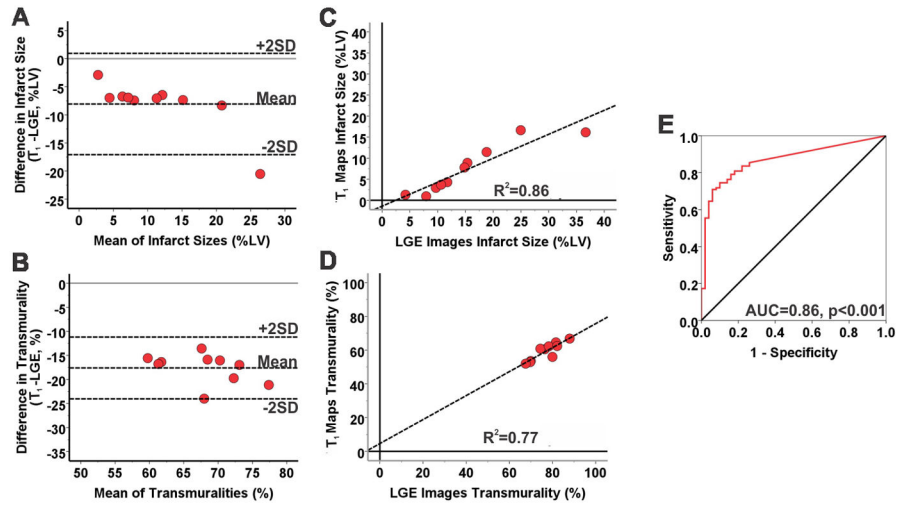 A
Difference in Infarct Size
(T1 -LGE, %LV)
5
0
-5
-10
-15
-20
-25
+2SD
Mean
-2SD
0 5 10 15 20 25 30
Mean of Infarct Sizes (%LV)
C
T1 Maps Infarct Size (%LV)
40
35
30
25
20
15
10
5
0
R²=0.86
0 5 10 15 20 25 30 35 40
LGE Images Infarct Size (%LV)
B
Difference in Transmurality
(T1 -LGE, %)
0
-5
-10
-15
-20
-25
-30
-35
+2SD
Mean
-2SD
50 55 60 65 70 75 80
Mean of Transmuralities (%)
D
T1 Maps Transmurality (%)
100
80
60
40
20
0
R²=0.77
0 20 40 60 80 100
LGE Images Transmurality (%)
E
Sensitivity
1.0
0.8
0.6
0.4
0.2
0.0
AUC=0.86, p<0.001
0.0 0.2 0.4 0.6 0.8 1.0
1 - Specificity